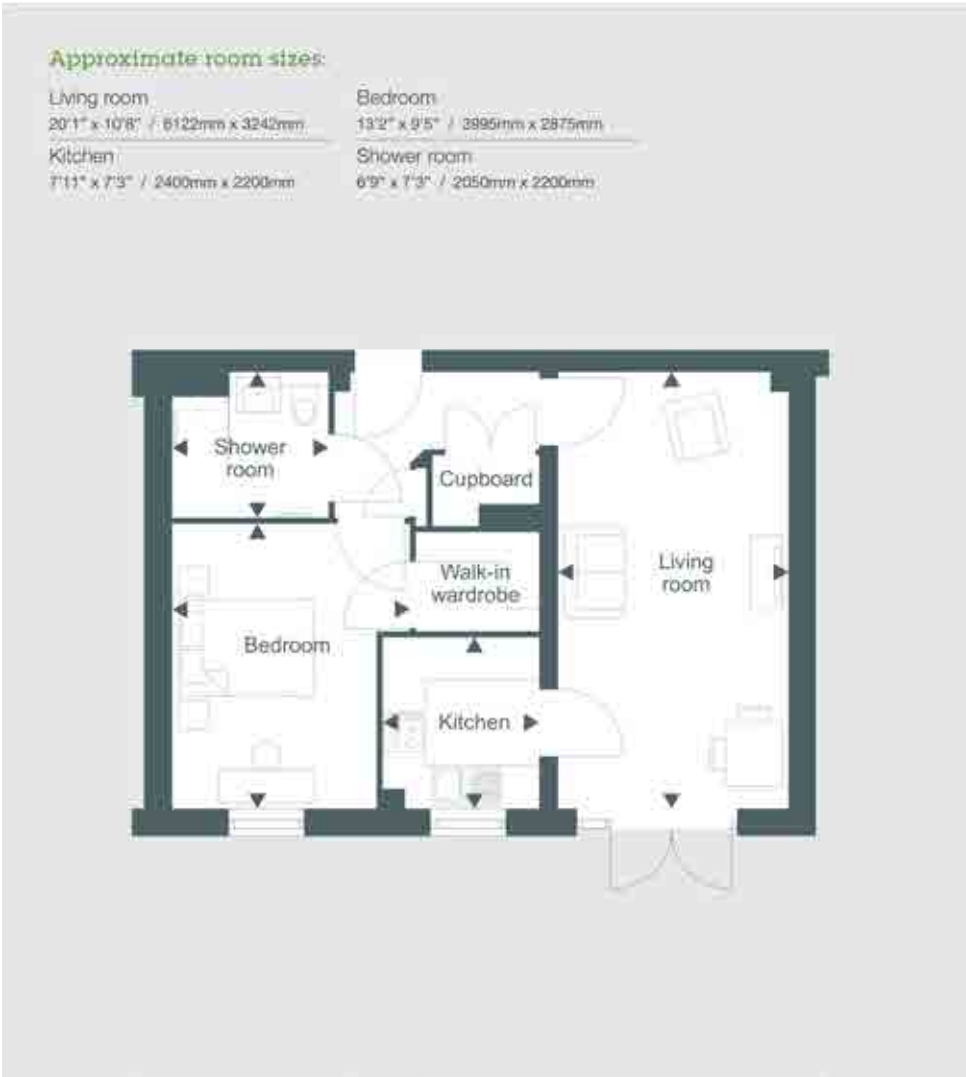 Approximate room sizes:
Living room
20'1" x 10'8" / 6122mm x 3242mm
Bedroom
13'2" x 9'5" / 3995mm x 2875mm
Kitchen
7'11" x 7'3" / 2400mm x 2200mm
Shower room
6'9" x 7'3" / 2050mm x 2200mm
Shower
room
Cupboard
Living
room
Walk-in
wardrobe
Bedroom
Kitchen